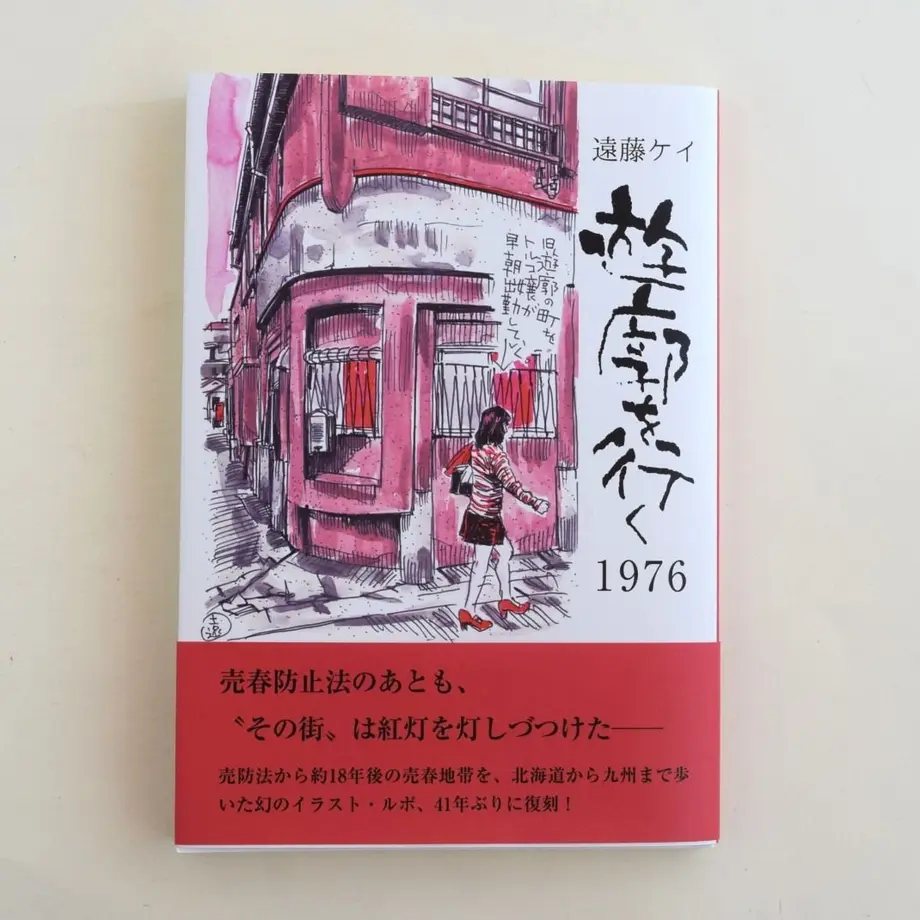 遠藤ケイ
遊廓を行く
1976
旧遊廓の町を
トルコ嬢が
早朝出勤していく
売春防止法のあとも、
〝その街〟は紅灯を灯しづつけた――
売防法から約18年後の売春地帯を、北海道から九州まで歩
いた幻のイラスト・ルポ、41年ぶりに復刻！